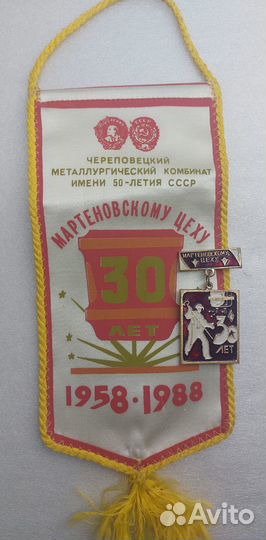 ЧЕРЕПОВЕЦКИЙ
МЕТАЛЛУРГИЧЕСКИЙ КОМБИНАТ
ИМЕНИ 50-ЛЕТИЯ СССР
МАРТЕНОВСКОМУ ЦЕХУ
30
ЛЕТ
1958·1988
МАРТЕНОВСКОМУ
ЦЕХУ
30
ЛЕТ
Avito